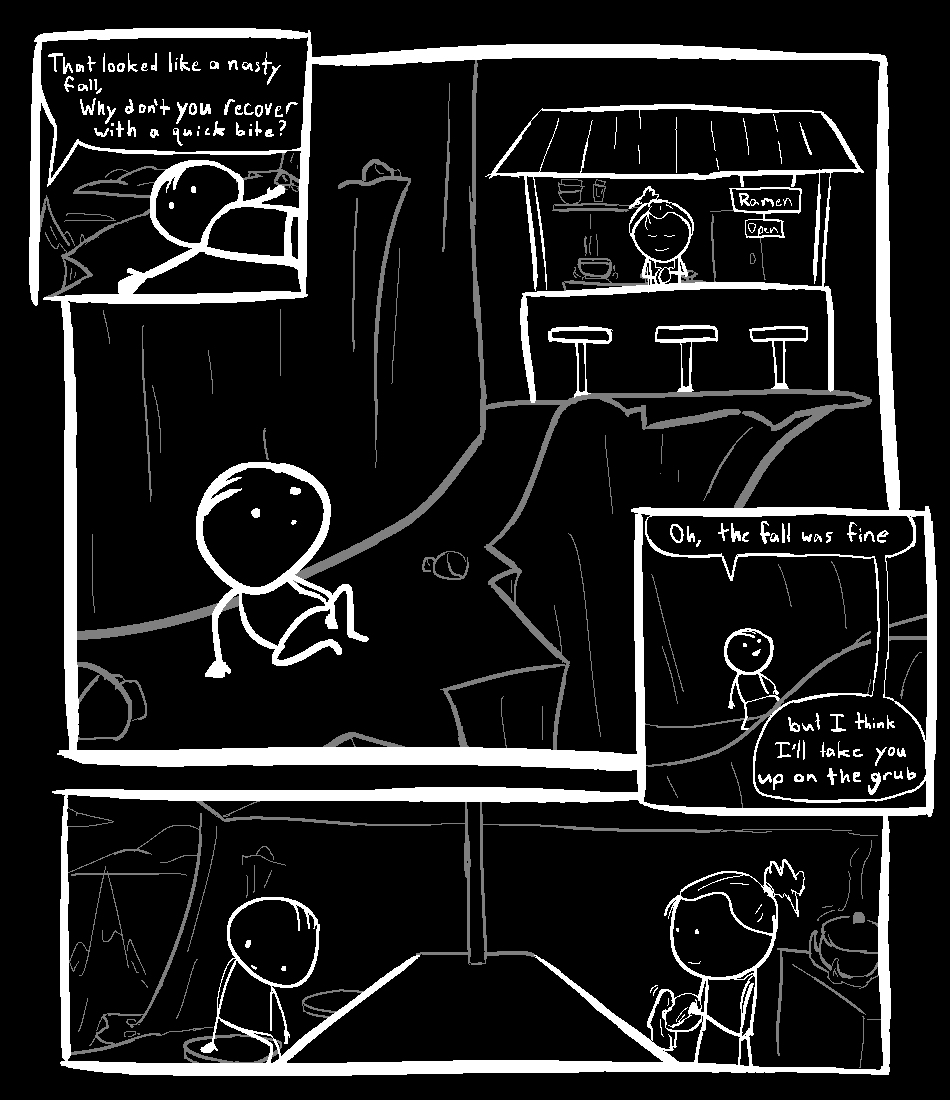 That looked like a nasty
fall,
Why don't you recover
with a quick bite?
Ramen
Open
Oh, the fall was fine
but I think
I'll take you
up on the grub